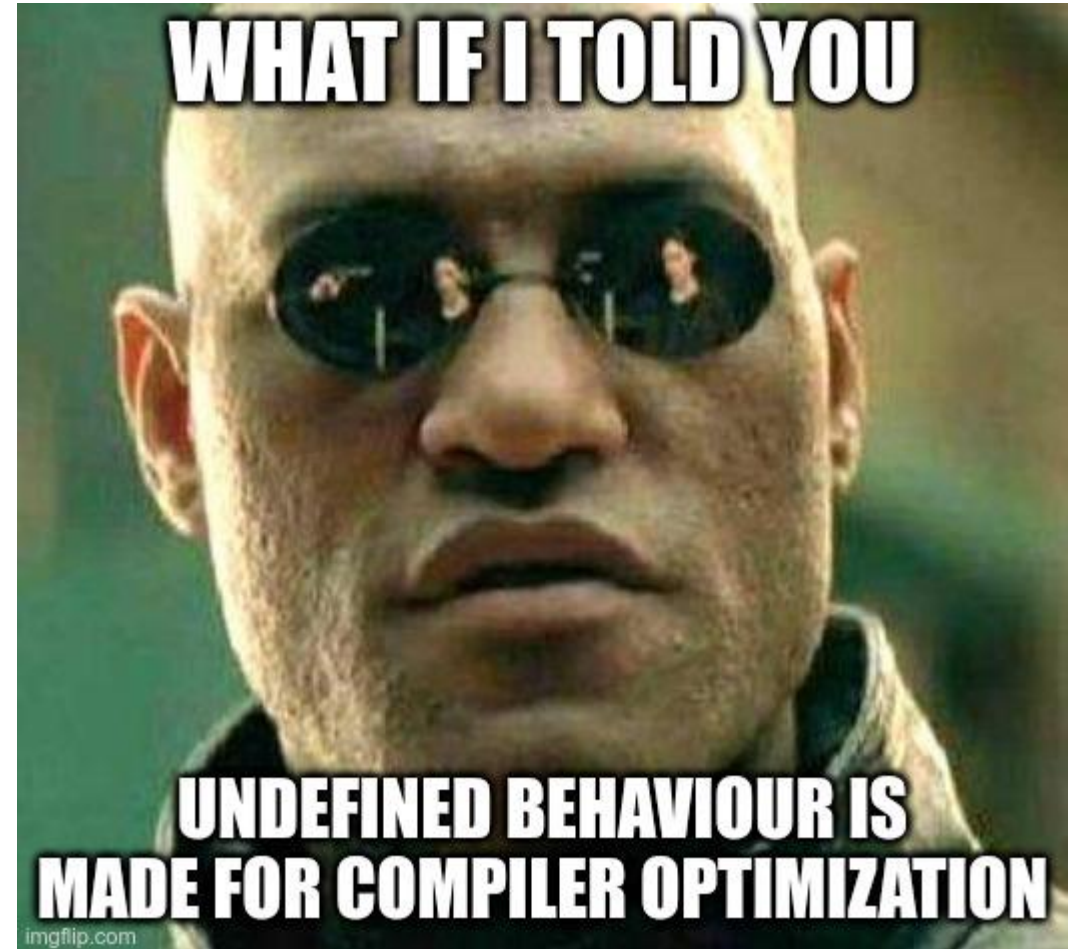 WHAT IF I TOLD YOU
UNDEFINED BEHAVIOUR IS
MADE FOR COMPILER OPTIMIZATION
imgflip.com